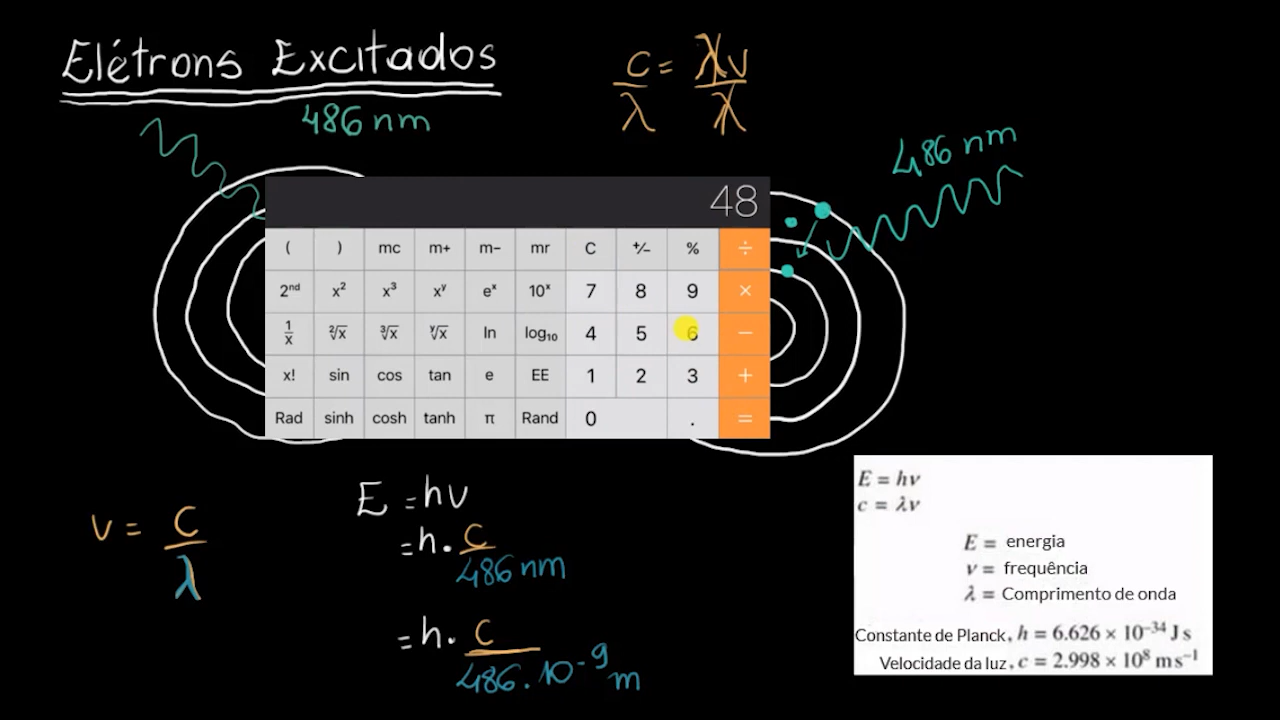 Elétrons Excitados
486 nm
c = λν
λ λ
486 nm
48
( ) mc m+ m- mr C +/- % ÷
2nd x² x³ xʸ eˣ 10ˣ 7 8 9 ×
1/x ²√x ³√x ʸ√x ln log₁₀ 4 5 6 −
x! sin cos tan e EE 1 2 3 +
Rad sinh cosh tanh π Rand 0 . =
ν = c/λ
E = hν
= h · c
486 nm
= h · c
486 . 10⁻⁹ m
E = hν
c = λν
E = energia
ν = frequência
λ = Comprimento de onda
Constante de Planck, h = 6.626 × 10⁻³⁴ J s
Velocidade da luz, c = 2.998 × 10⁸ m s⁻¹